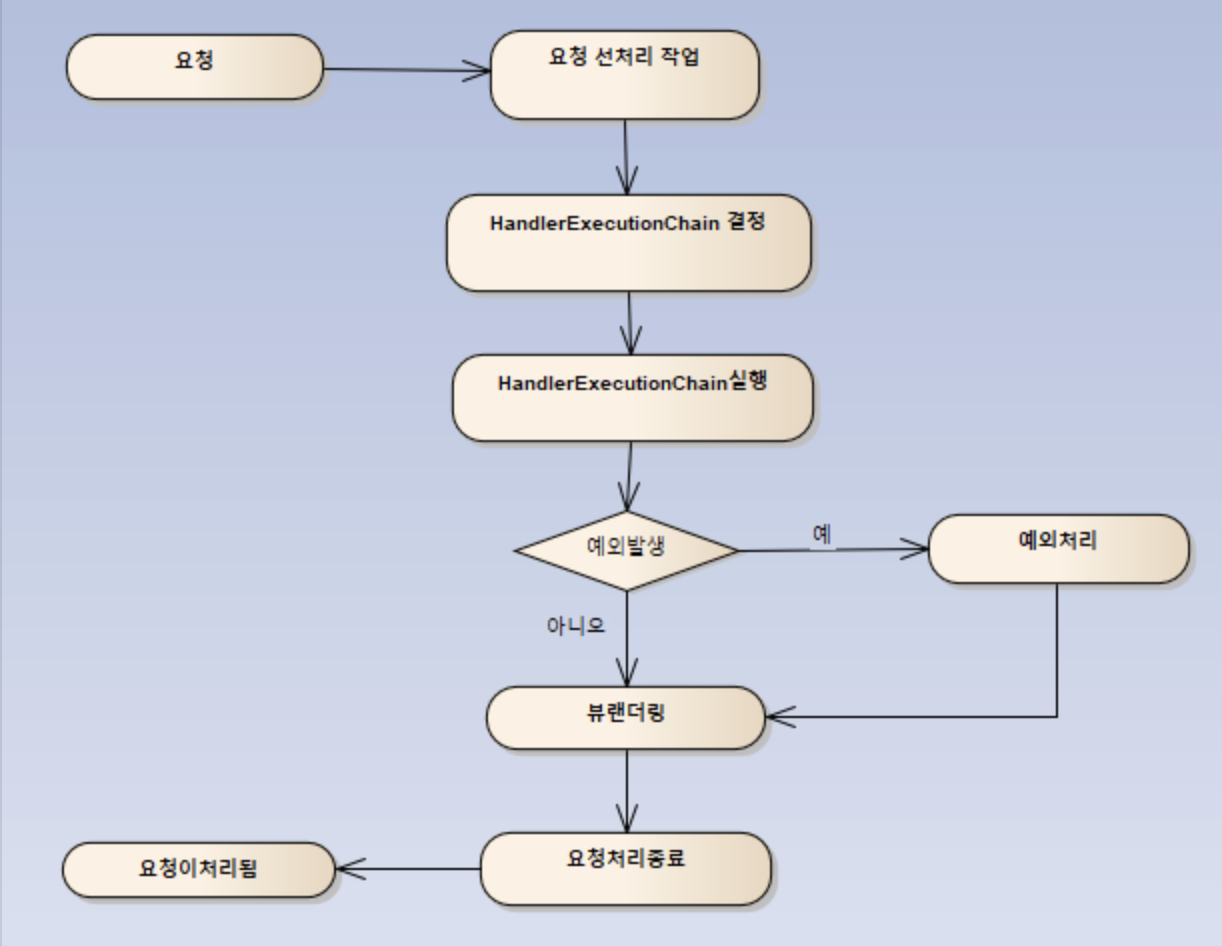 요청
요청 선처리 작업
HandlerExecutionChain 결정
HandlerExecutionChain실행
예외발생
예
예외처리
아니오
뷰랜더링
요청처리종료
요청이처리됨